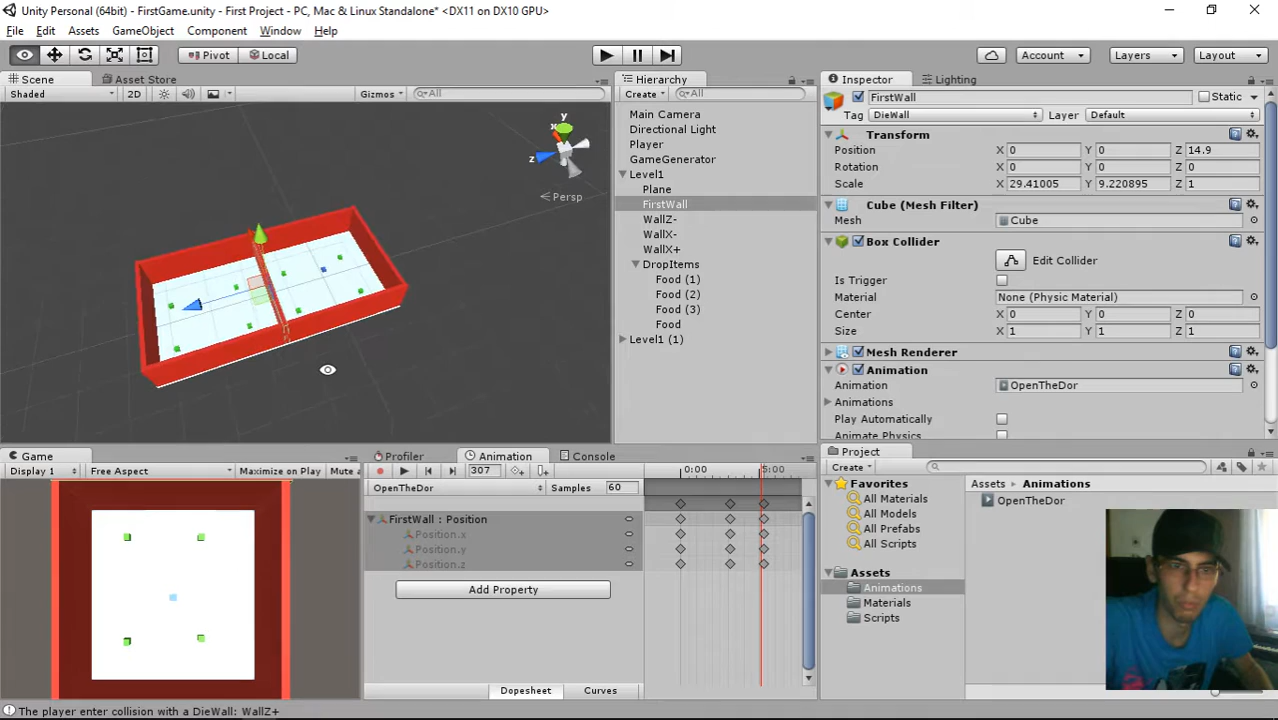 Unity Personal (64bit) - FirstGame.unity - First Project - PC, Mac & Linux Standalone* <DX11 on DX10 GPU>
File Edit Assets GameObject Component Window Help
Pivot Local Account Layers Layout
Scene Asset Store
Shaded 2D Gizmos All
y
x
z
Persp
Hierarchy
Create All
Main Camera
Directional Light
Player
GameGenerator
Level1
Plane
FirstWall
WallZ-
WallX-
WallX+
DropItems
Food (1)
Food (2)
Food (3)
Food
Level1 (1)
Inspector Lighting
FirstWall Static
Tag DieWall Layer Default
Transform
Position X 0 Y 0 Z 14.9
Rotation X 0 Y 0 Z 0
Scale X 29.41005 Y 9.220895 Z 1
Cube (Mesh Filter)
Mesh Cube
Box Collider
Edit Collider
Is Trigger
Material None (Physic Material)
Center X 0 Y 0 Z 0
Size X 1 Y 1 Z 1
Mesh Renderer
Animation
Animation OpenTheDor
Animations
Play Automatically
Animate Physics
Game
Display 1 Free Aspect Maximize on Play Mute a
Profiler Animation Console
307 0:00 5:00
OpenTheDor Samples 60
FirstWall : Position
Position.x
Position.y
Position.z
Add Property
Dopesheet Curves
Project
Create
Favorites
All Materials
All Models
All Prefabs
All Scripts
Assets
Animations
Materials
Scripts
Assets Animations
OpenTheDor
The player enter collision with a DieWall: WallZ+